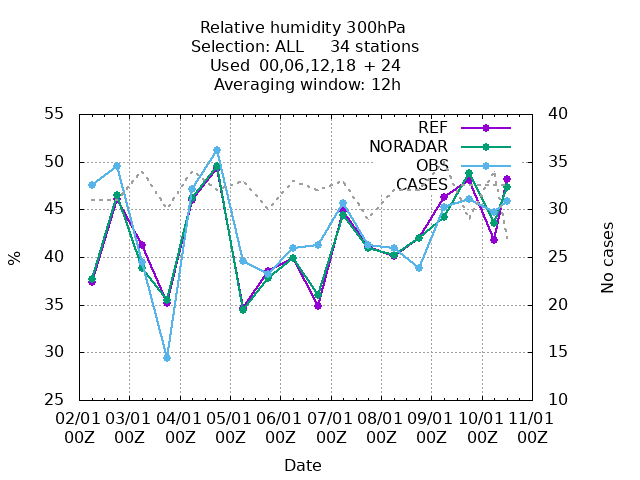 Relative humidity 300hPa
Selection: ALL 34 stations
Used 00,06,12,18 + 24
Averaging window: 12h
55
50
45
40
35
30
25
%
40
35
30
25
20
15
10
No cases
REF
NORADAR
OBS
CASES
02/01 03/01 04/01 05/01 06/01 07/01 08/01 09/01 10/01 11/01
00Z 00Z 00Z 00Z 00Z 00Z 00Z 00Z 00Z 00Z
Date